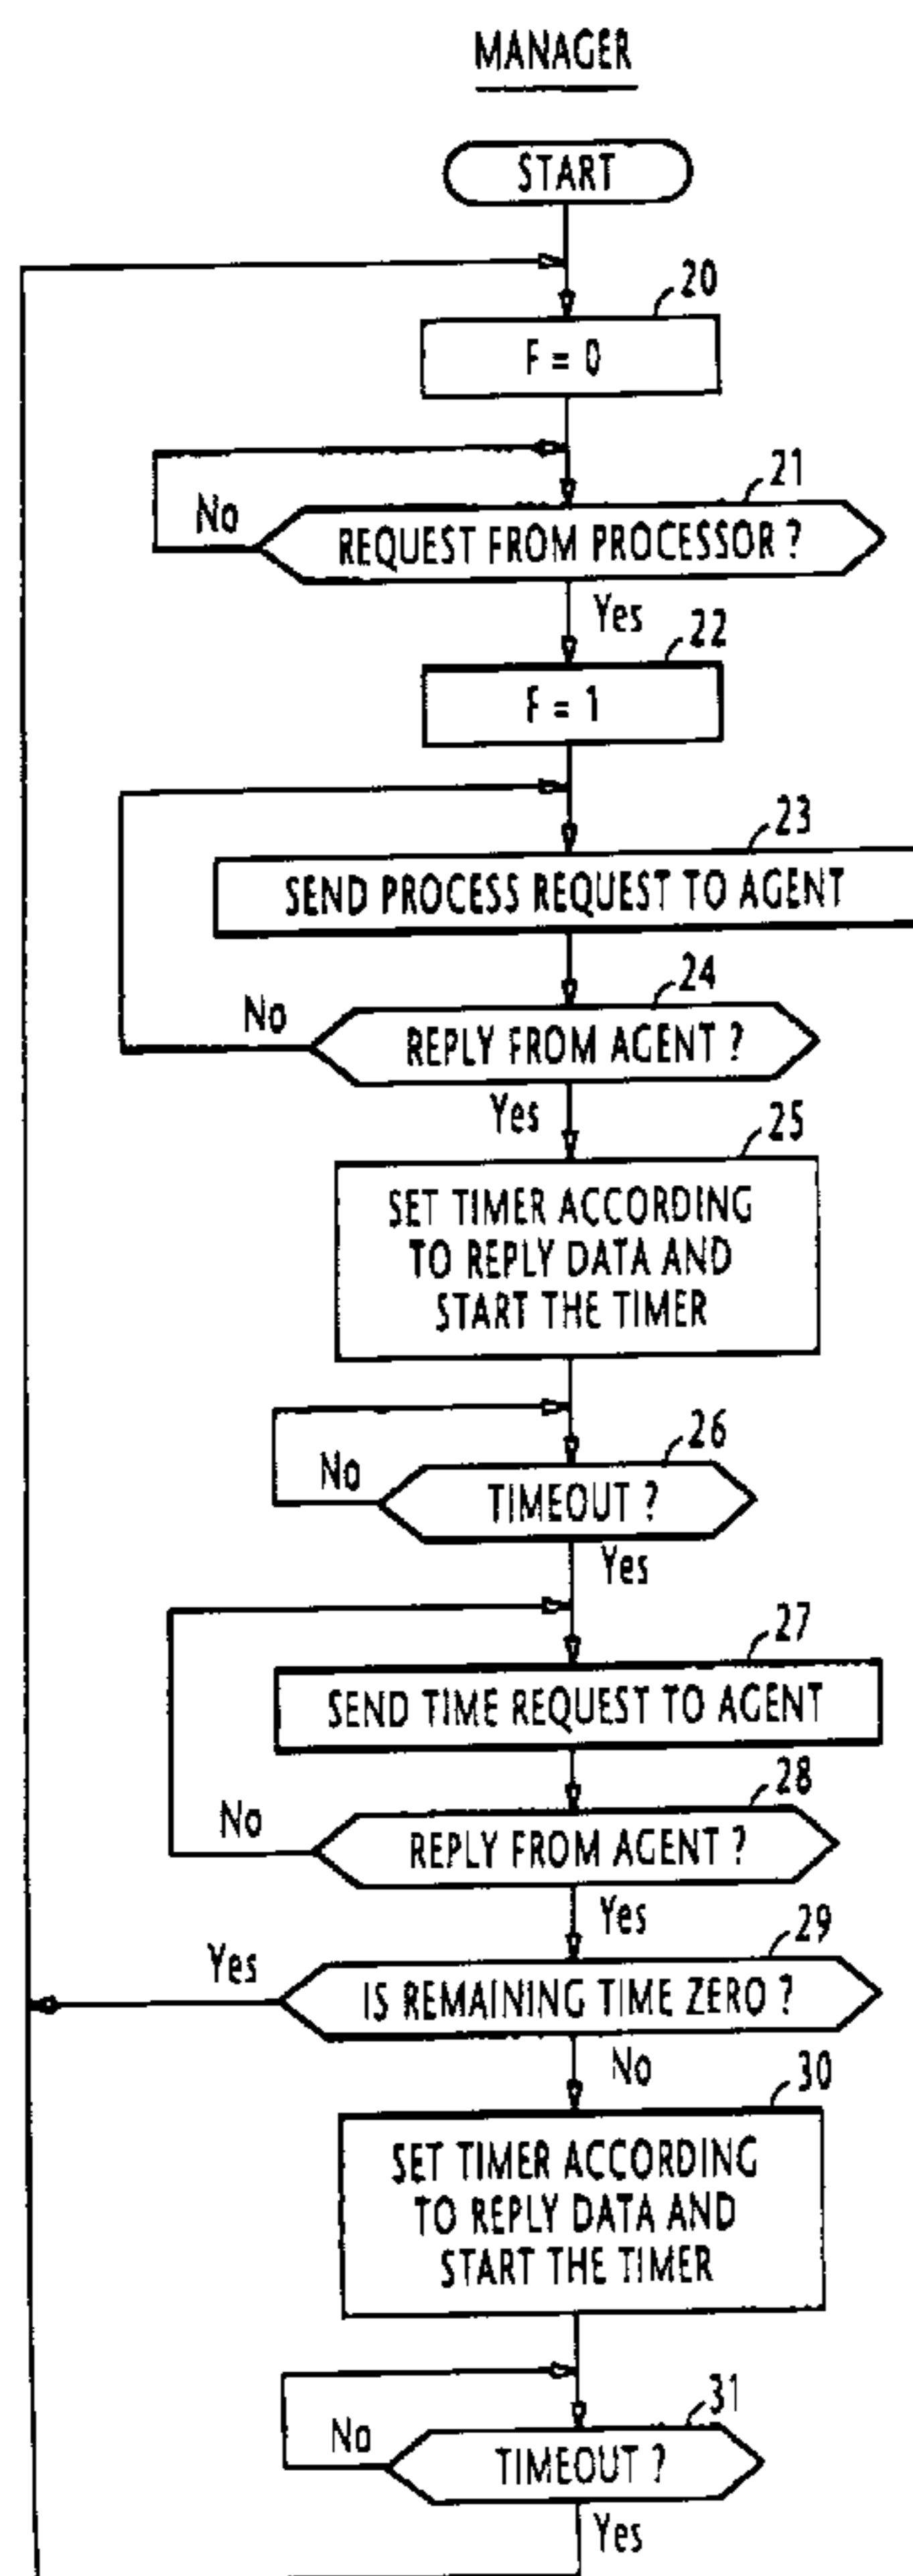 MANAGER
START
20
F = 0
21
No
REQUEST FROM PROCESSOR ?
Yes
22
F = 1
23
SEND PROCESS REQUEST TO AGENT
24
No
REPLY FROM AGENT ?
Yes
25
SET TIMER ACCORDING
TO REPLY DATA AND
START THE TIMER
26
No
TIMEOUT ?
Yes
27
SEND TIME REQUEST TO AGENT
28
No
REPLY FROM AGENT ?
Yes
29
Yes
IS REMAINING TIME ZERO ?
No
30
SET TIMER ACCORDING
TO REPLY DATA AND
START THE TIMER
31
No
TIMEOUT ?
Yes